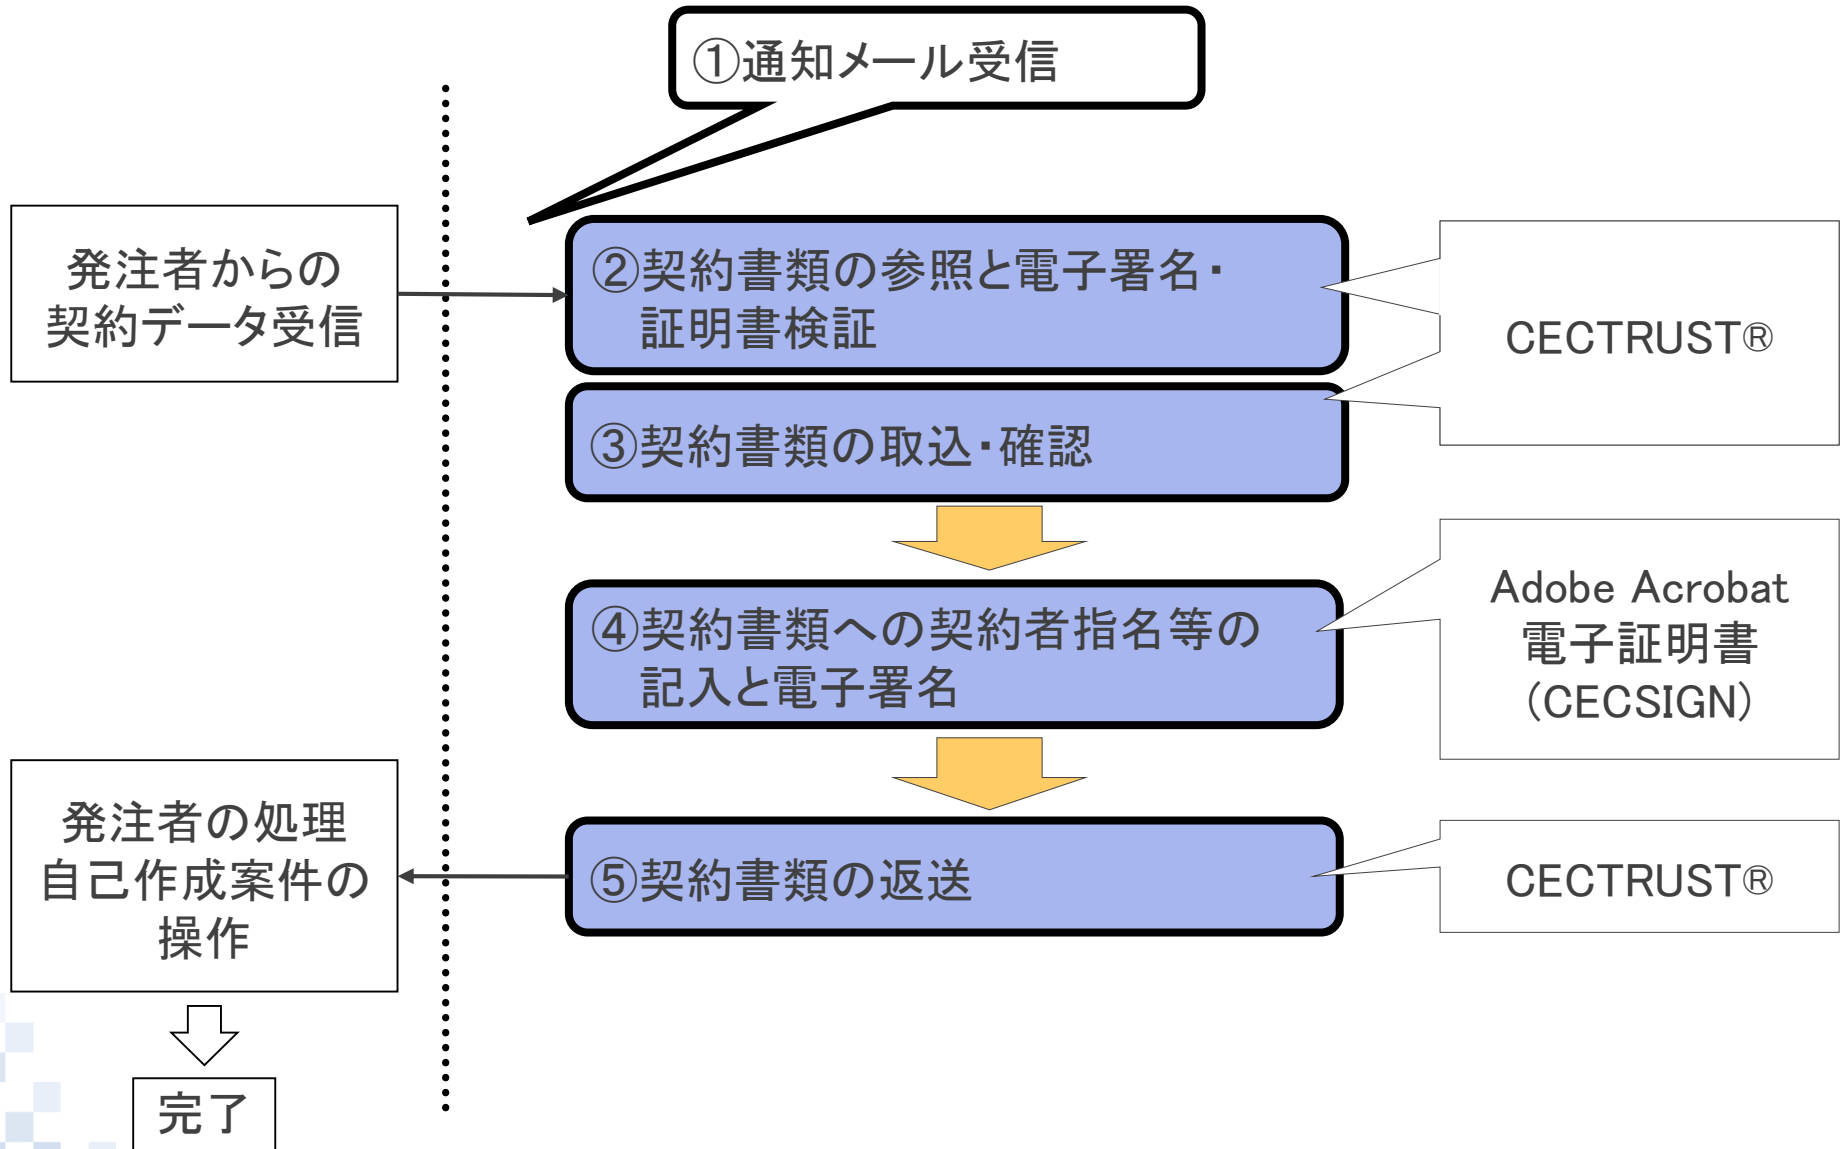 ①通知メール受信
発注者からの
契約データ受信
②契約書類の参照と電子署名・
証明書検証
CECTRUST®
③契約書類の取込・確認
④契約書類への契約者指名等の
記入と電子署名
Adobe Acrobat
電子証明書
(CECSIGN)
発注者の処理
自己作成案件の
操作
⑤契約書類の返送
CECTRUST®
完了